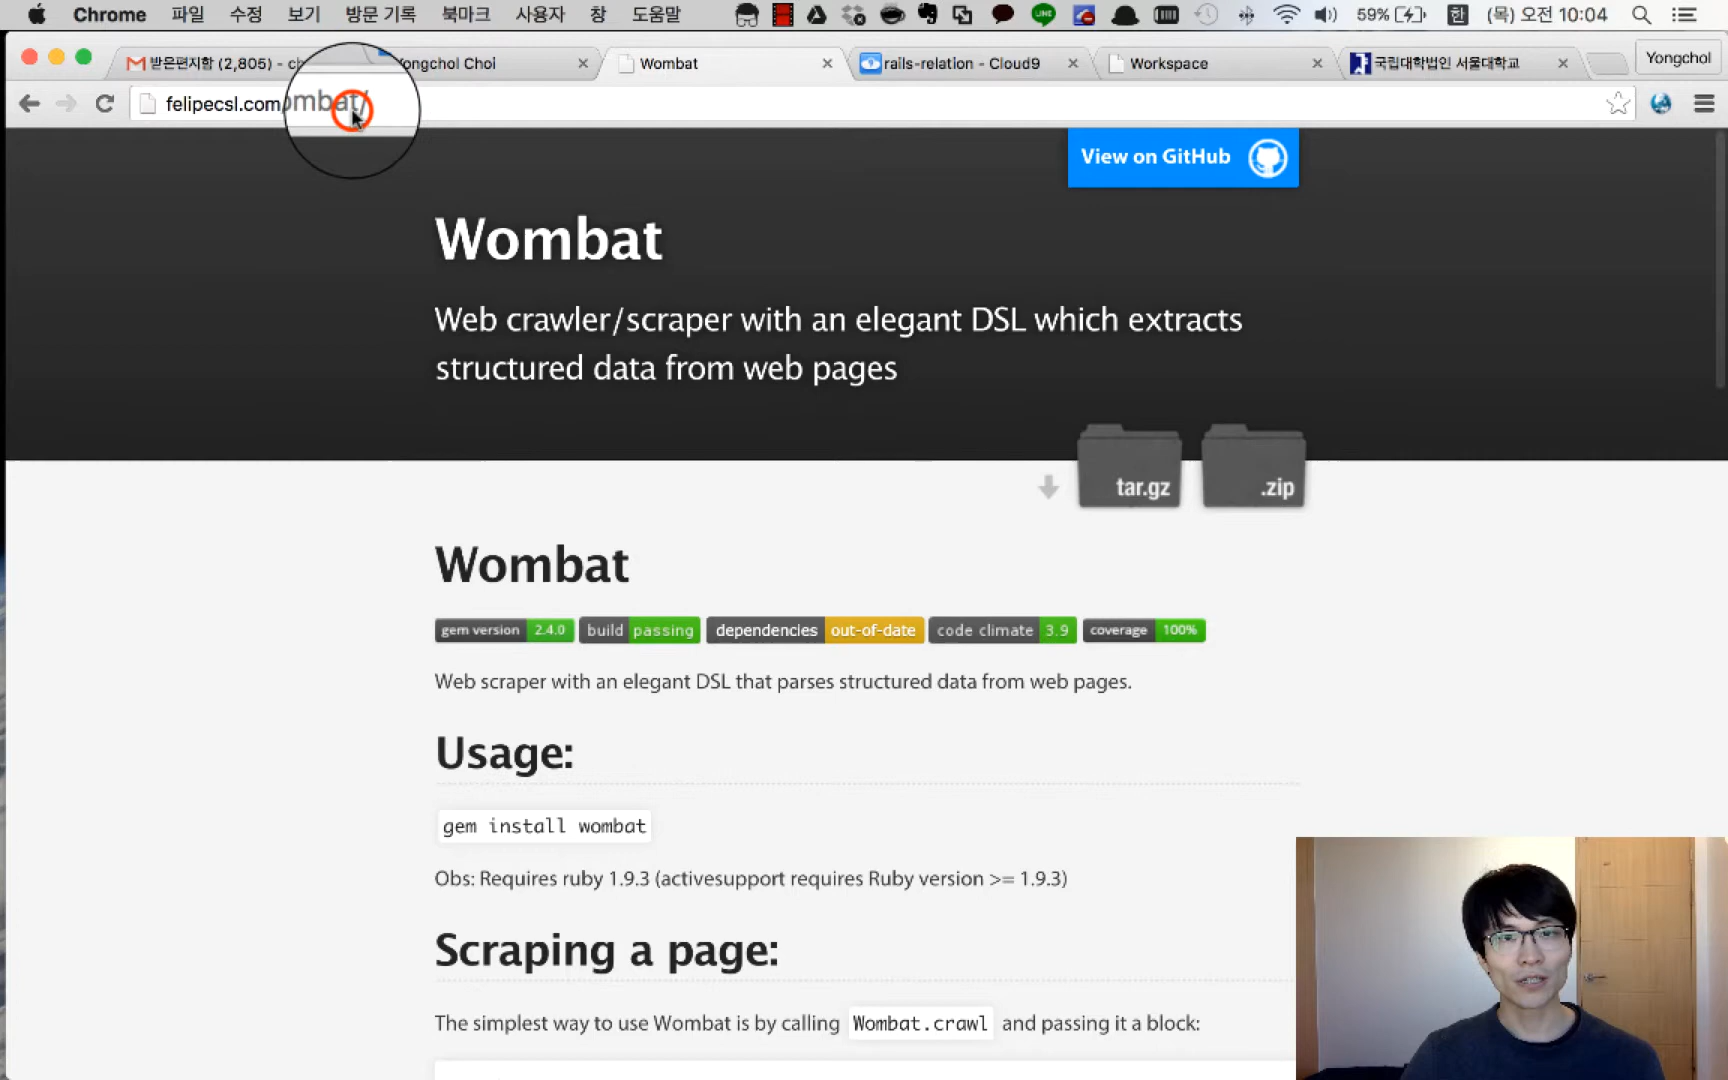 Chrome 파일 수정 보기 방문 기록 북마크 사용자 창 도움말 LINE 59% 한 (목) 오전 10:04
받은편지함 (2,805) - ch
ongchol Choi
Wombat
rails-relation - Cloud9
Workspace
국립대학법인 서울대학교
Yongchol
felipecsl.com/ombat/
View on GitHub
Wombat
Web crawler/scraper with an elegant DSL which extracts
structured data from web pages
tar.gz
.zip
Wombat
gem version 2.4.0 build passing dependencies out-of-date code climate 3.9 coverage 100%
Web scraper with an elegant DSL that parses structured data from web pages.
Usage:
gem install wombat
Obs: Requires ruby 1.9.3 (activesupport requires Ruby version >= 1.9.3)
Scraping a page:
The simplest way to use Wombat is by calling Wombat.crawl and passing it a block: